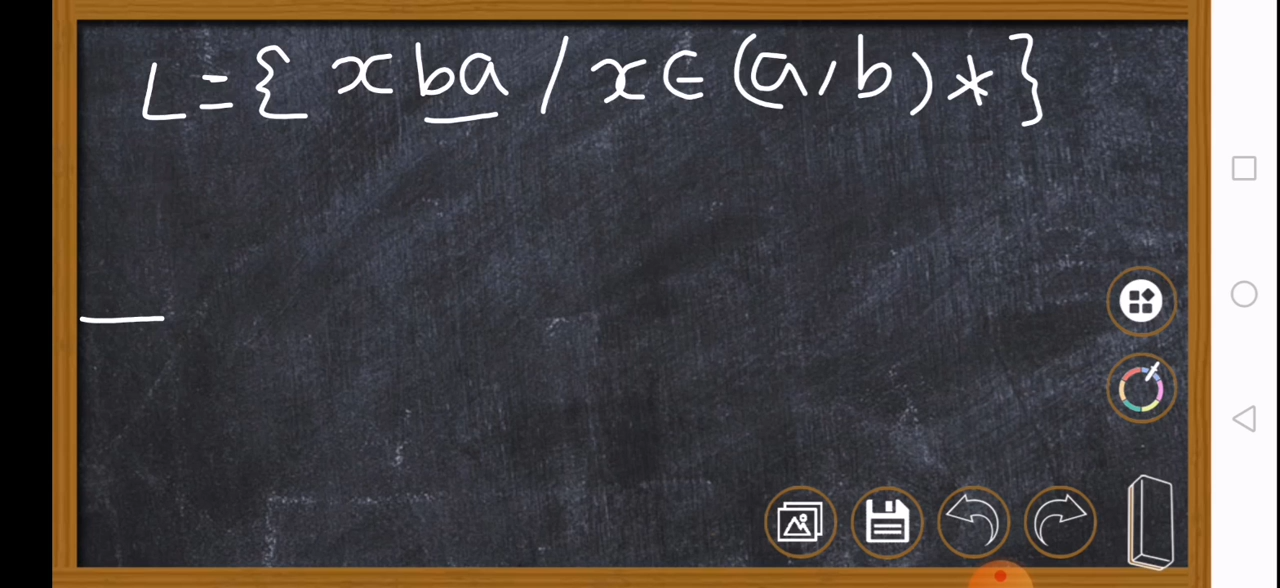 L = { x ba / x ∈ (a, b) * }